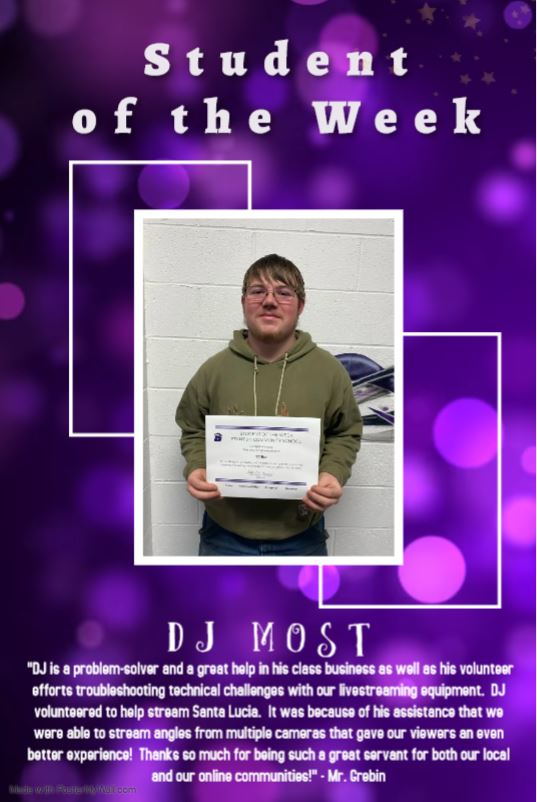 Student
of the Week
DJ MOST
"DJ is a problem-solver and a great help in his class business as well as his volunteer
efforts troubleshooting technical challenges with our livestreaming equipment. DJ
volunteered to help stream Santa Lucia. It was because of his assistance that we
were able to stream angles from multiple cameras that gave our viewers an even
better experience! Thanks so much for being such a great servant for both our local
and our online communities!" - Mr. Grebin
Made with PosterMyWall.com